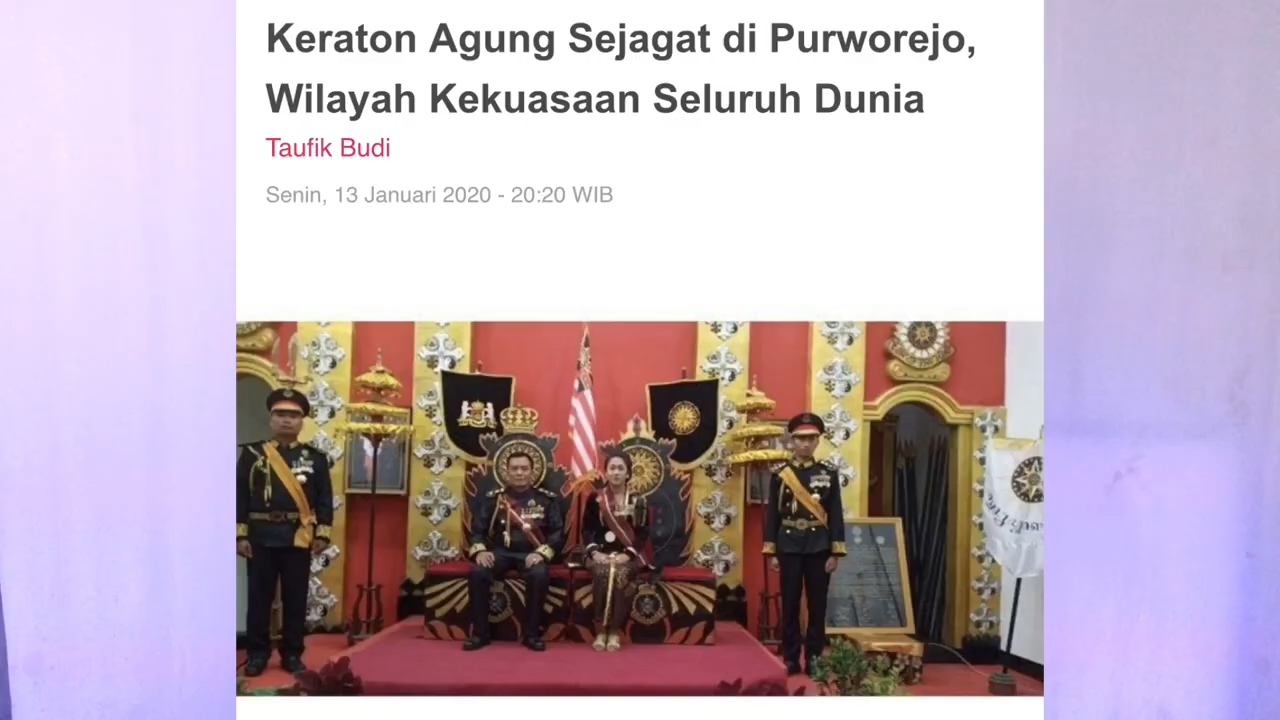 Keraton Agung Sejagat di Purworejo,
Wilayah Kekuasaan Seluruh Dunia
Taufik Budi
Senin, 13 Januari 2020 - 20:20 WIB